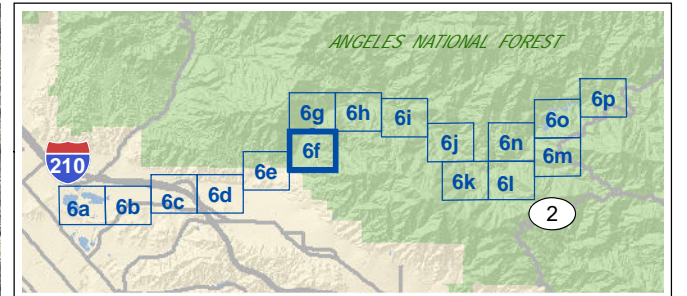 ANGELES NATIONAL FOREST
6p
6g 6h 6i 6o
6f 6j 6n 6m
210 6e
6k 6l
6a 6b 6c 6d
2